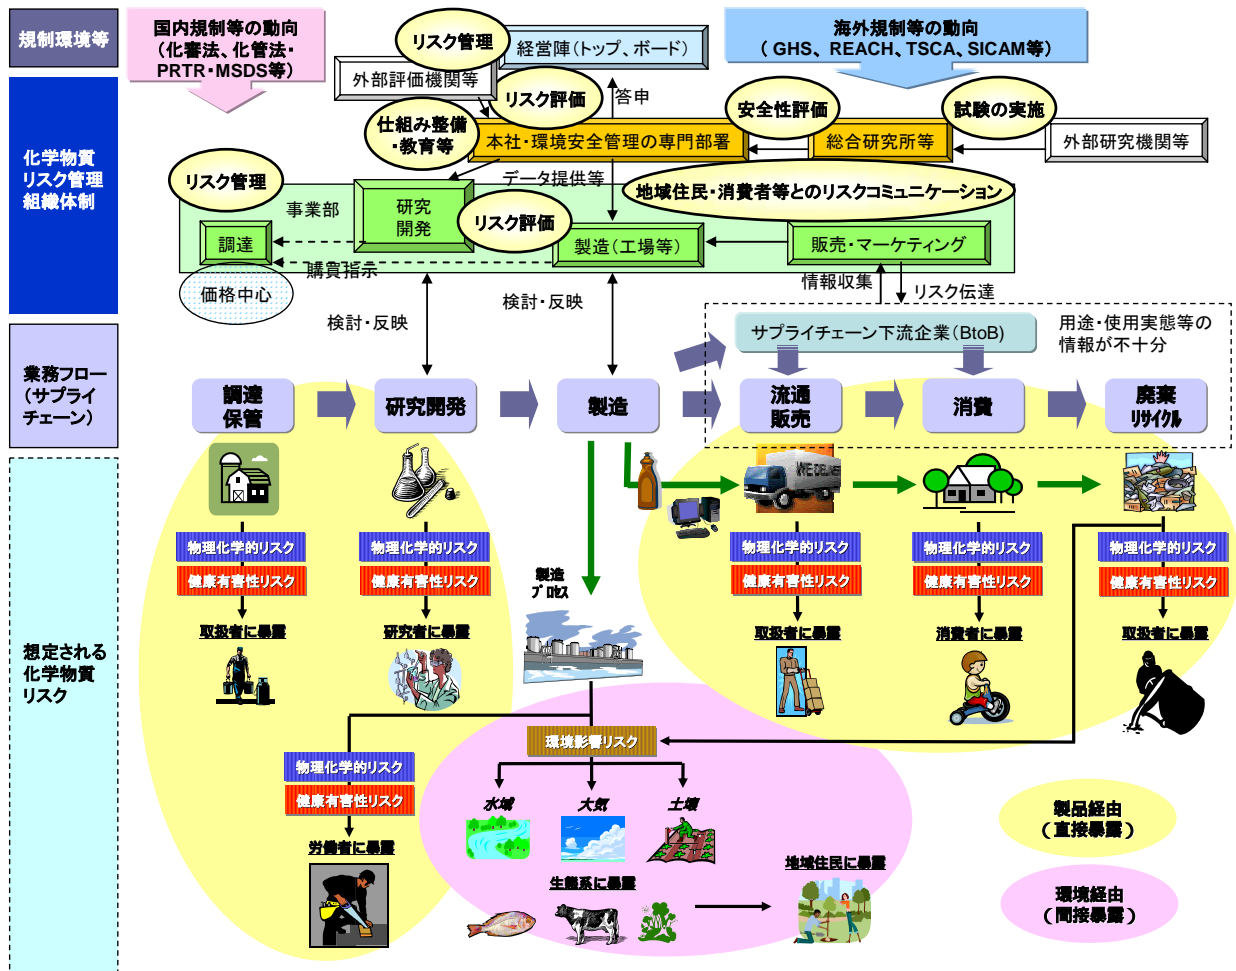 規制環境等
国内規制等の動向
(化審法、化管法・
PRTR・MSDS等)
リスク管理
経営陣(トップ、ボード)
海外規制等の動向
( GHS、REACH、TSCA、SICAM等)
外部評価機関等
リスク評価
答申
安全性評価
試験の実施
仕組み整備
・教育等
本社・環境安全管理の専門部署
総合研究所等
外部研究機関等
化学物質
リスク管理
組織体制
リスク管理
データ提供等
地域住民・消費者等とのリスクコミュニケーション
事業部
研究
開発
リスク評価
調達
製造(工場等)
販売・マーケティング
購買指示
価格中心
情報収集
リスク伝達
検討・反映
検討・反映
サプライチェーン下流企業(BtoB)
用途・使用実態等の
情報が不十分
業務フロー
(サプライ
チェーン)
調達
保管
研究開発
製造
流通
販売
消費
廃棄
リサイクル
WE DELIVER
物理化学的リスク
健康有害性リスク
取扱者に暴露
物理化学的リスク
健康有害性リスク
研究者に暴露
製造
プロセス
物理化学的リスク
健康有害性リスク
取扱者に暴露
物理化学的リスク
健康有害性リスク
消費者に暴露
物理化学的リスク
健康有害性リスク
取扱者に暴露
想定される
化学物質
リスク
環境影響リスク
物理化学的リスク
健康有害性リスク
労働者に暴露
水域
大気
土壌
生態系に暴露
地域住民に暴露
製品経由
(直接暴露)
環境経由
(間接暴露)